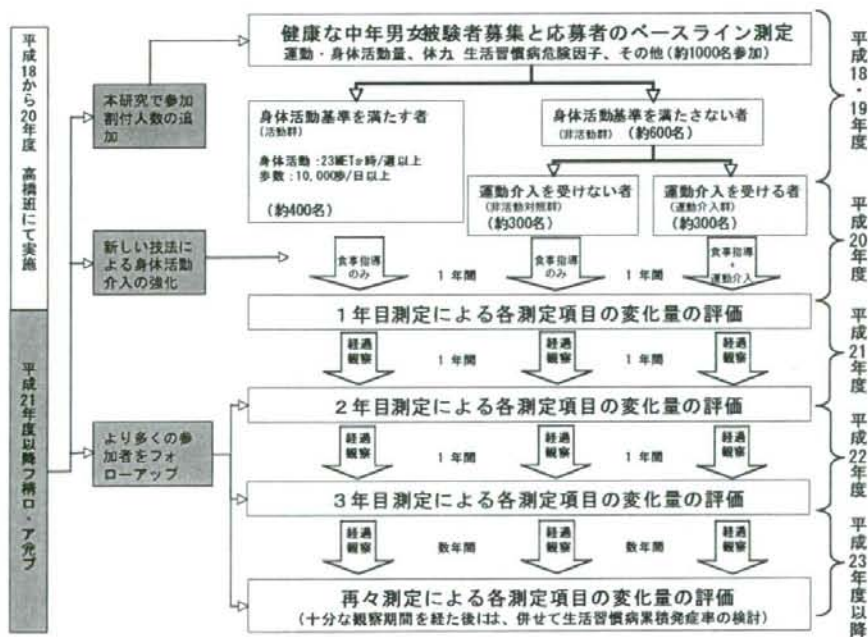 健康な中年男女被験者募集と応募者のベースライン測定
運動・身体活動量、体力 生活習慣病危険因子、その他(約1000名参加)
平成18から20年度 高橋班にて実施
平成21年度以降フ
本研究で参加
割付人数の追
加
新しい技法に
よる身体活動
介入の強化
より多くの参
加者をフォ
ローアップ
身体活動基準を満たす者
(活動群)
身体活動:23METs時/週以上
歩数:10,000歩/日以上
(約400名)
身体活動基準を満たさない者
(非活動群) (約600名)
運動介入を受けない者
(非活動対照群)
(約300名)
運動介入を受ける者
(運動介入群)
(約300名)
食事指導
のみ
1年間
食事指導
のみ
1年間
食事指導
+
運動介入
1年目測定による各測定項目の変化量の評価
経過
観察
1年間
経過
観察
1年間
経過
観察
2年目測定による各測定項目の変化量の評価
経過
観察
1年間
経過
観察
1年間
経過
観察
3年目測定による各測定項目の変化量の評価
経過
観察
数年間
経過
観察
数年間
経過
観察
再々測定による各測定項目の変化量の評価
(十分な観察期間を経た後には、併せて生活習慣病累積発症率の検討)
平成18・19年度
平成20年度
平成21年度
平成22年度
平成23年度以降